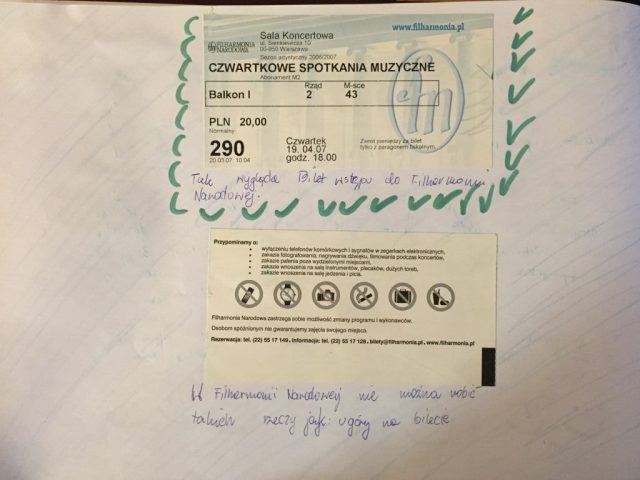 www.filharmonia.pl
FILHARMONIA
NARODOWA
Sala Koncertowa
ul. Sienkiewicza 10
00-950 Warszawa
Sezon artystyczny 2006/2007
CZWARTKOWE SPOTKANIA MUZYCZNE
Abonament M2
Rząd M-sce
Balkon I 2 43
PLN 20,00
Normalny
290
20.03.07 10:04
Czwartek
19.04.07
godz. 18.00
Zwrot pieniędzy za bilet
tylko z paragonem fiskalnym.
Tak wygląda Bilet wstępu do Filharmonii
Narodowej.
Przypominamy o:
• wyłączeniu telefonów komórkowych i sygnałów w zegarkach elektronicznych,
• zakazie fotografowania, nagrywania dźwięku, filmowania podczas koncertów,
• zakazie palenia poza wydzielonymi miejscami,
• zakazie wnoszenia na salę instrumentów, plecaków, dużych toreb,
• zakazie wnoszenia na salę jedzenia i picia.
Filharmonia Narodowa zastrzega sobie możliwość zmiany programu i wykonawców.
Osobom spóźnionym nie gwarantujemy zajęcia swojego miejsca.
Rezerwacja: tel. (22) 55 17 149, informacja: tel. (22) 55 17 128, bilety@filharmonia.pl, www.filharmonia.pl
W Filharmonii Narodowej nie można robić
takich rzeczy jak: u góry na bilecie